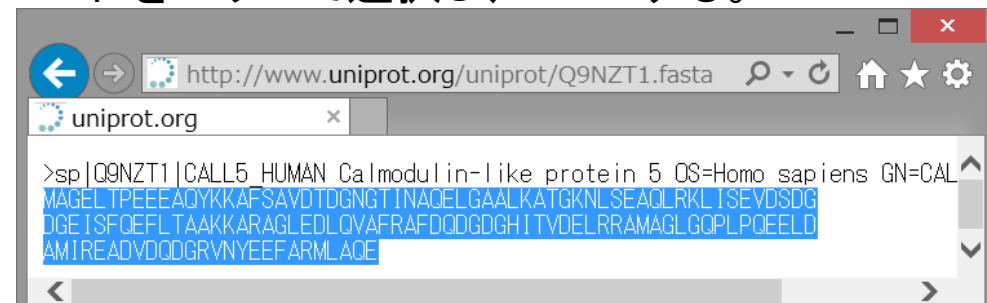 http://www.uniprot.org/uniprot/Q9NZT1.fasta
uniprot.org
>sp|Q9NZT1|CALL5_HUMAN Calmodulin-like protein 5 OS=Homo sapiens GN=CAL
MAGELTPEEEAQYKKAFSAVDTDGNGTINAQELGAALKATGKNLSEAQLRKLISEVDSDG
DGEISFQEFLTAAKKARAGLEDLQVAFRAFDQDGDGHITVDELRRAMAGLGQPLPQEELD
AMIREADVDQDGRVNYEEFARMLAQE